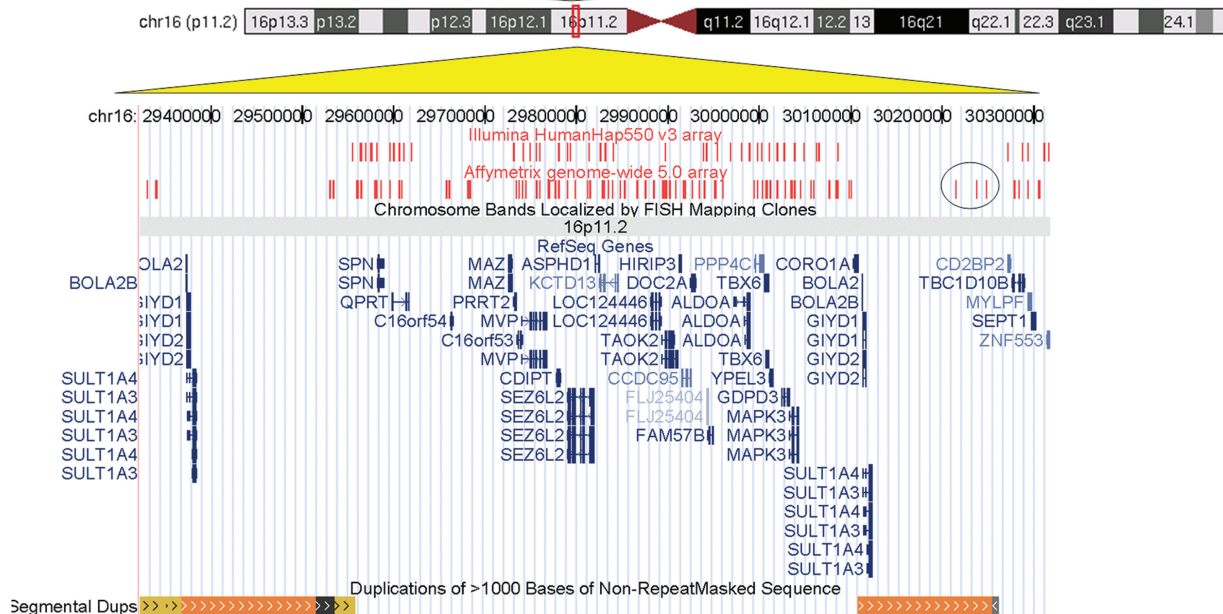 chr16 (p11.2) 16p13.3 p13.2 p12.3 16p12.1 16p11.2 q11.2 16q12.1 12.2 13 16q21 q22.1 22.3 q23.1 24.1
chr16: 29400000 29500000 29600000 29700000 29800000 29900000 30000000 30100000 30200000 30300000
Illumina HumanHap550 v3 array
Affymetrix genome-wide 5.0 array
Chromosome Bands Localized by FISH Mapping Clones
16p11.2
RefSeq Genes
OLA2 SPN MAZ ASPHD1 HIRIP3 PPP4C CORO1A CD2BP2
BOLA2B SPN MAZ KCTD13 DOC2A TBX6 BOLA2 TBC1D10B
GIYD1 QPRT PRRT2 LOC124446 ALDOA BOLA2B MYLPF
GIYD1 C16orf54 MVP LOC124446 ALDOA GIYD1 SEPT1
GIYD2 C16orf53 TAOK2 ALDOA GIYD1 ZNF553
GIYD2 MVP TAOK2 TBX6 GIYD2
SULT1A4 CDIPT CCDC95 YPEL3 GIYD2
SULT1A3 SEZ6L2 FLJ25404 GDPD3
SULT1A4 SEZ6L2 FLJ25404 MAPK3
SULT1A3 SEZ6L2 FAM57B MAPK3
SULT1A4 SEZ6L2 MAPK3
SULT1A3 SULT1A4
SULT1A3
SULT1A4
SULT1A3
SULT1A4
SULT1A3
Duplications of >1000 Bases of Non-RepeatMasked Sequence
Segmental Dups